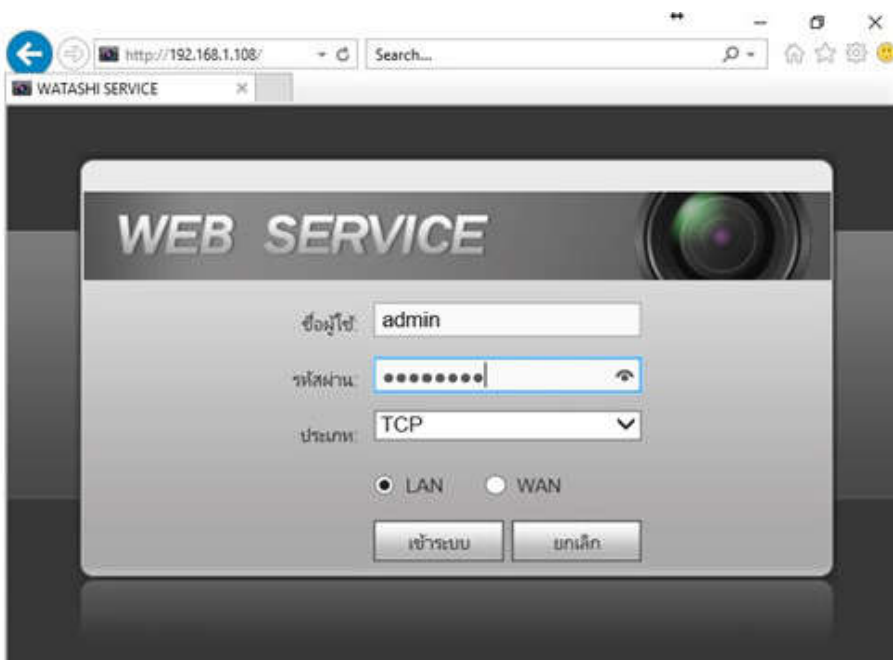 http://192.168.1.108/ Search...
WATASHI SERVICE
WEB SERVICE
ชื่อผู้ใช้: admin
รหัสผ่าน: ●●●●●●●●
ประเภท: TCP
LAN WAN
เข้าระบบ ยกเลิก